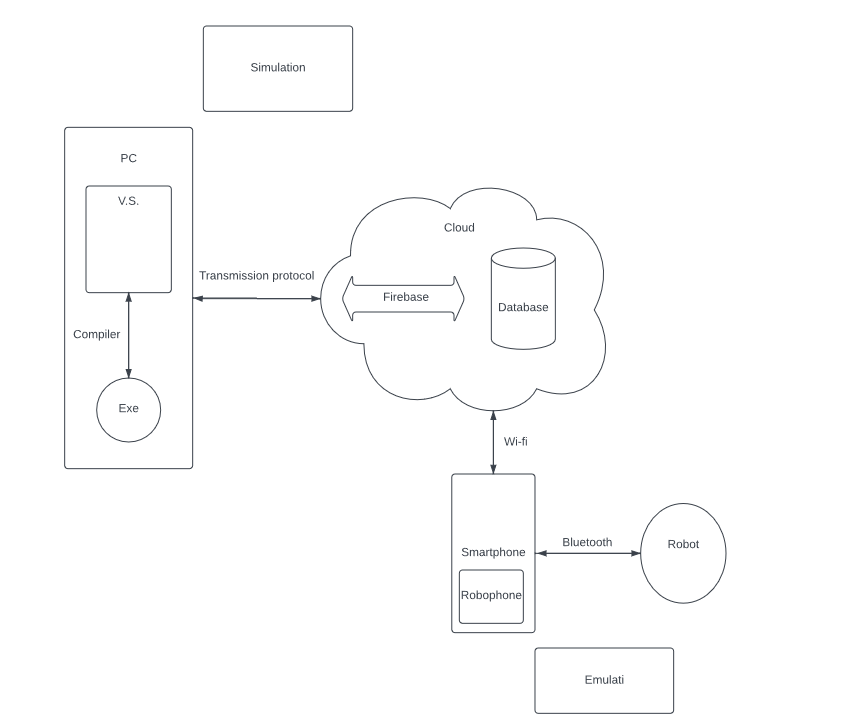 Simulation
PC
V.S.
Cloud
Transmission protocol
Firebase
Database
Compiler
Exe
Wi-fi
Bluetooth
Robot
Smartphone
Robophone
Emulati